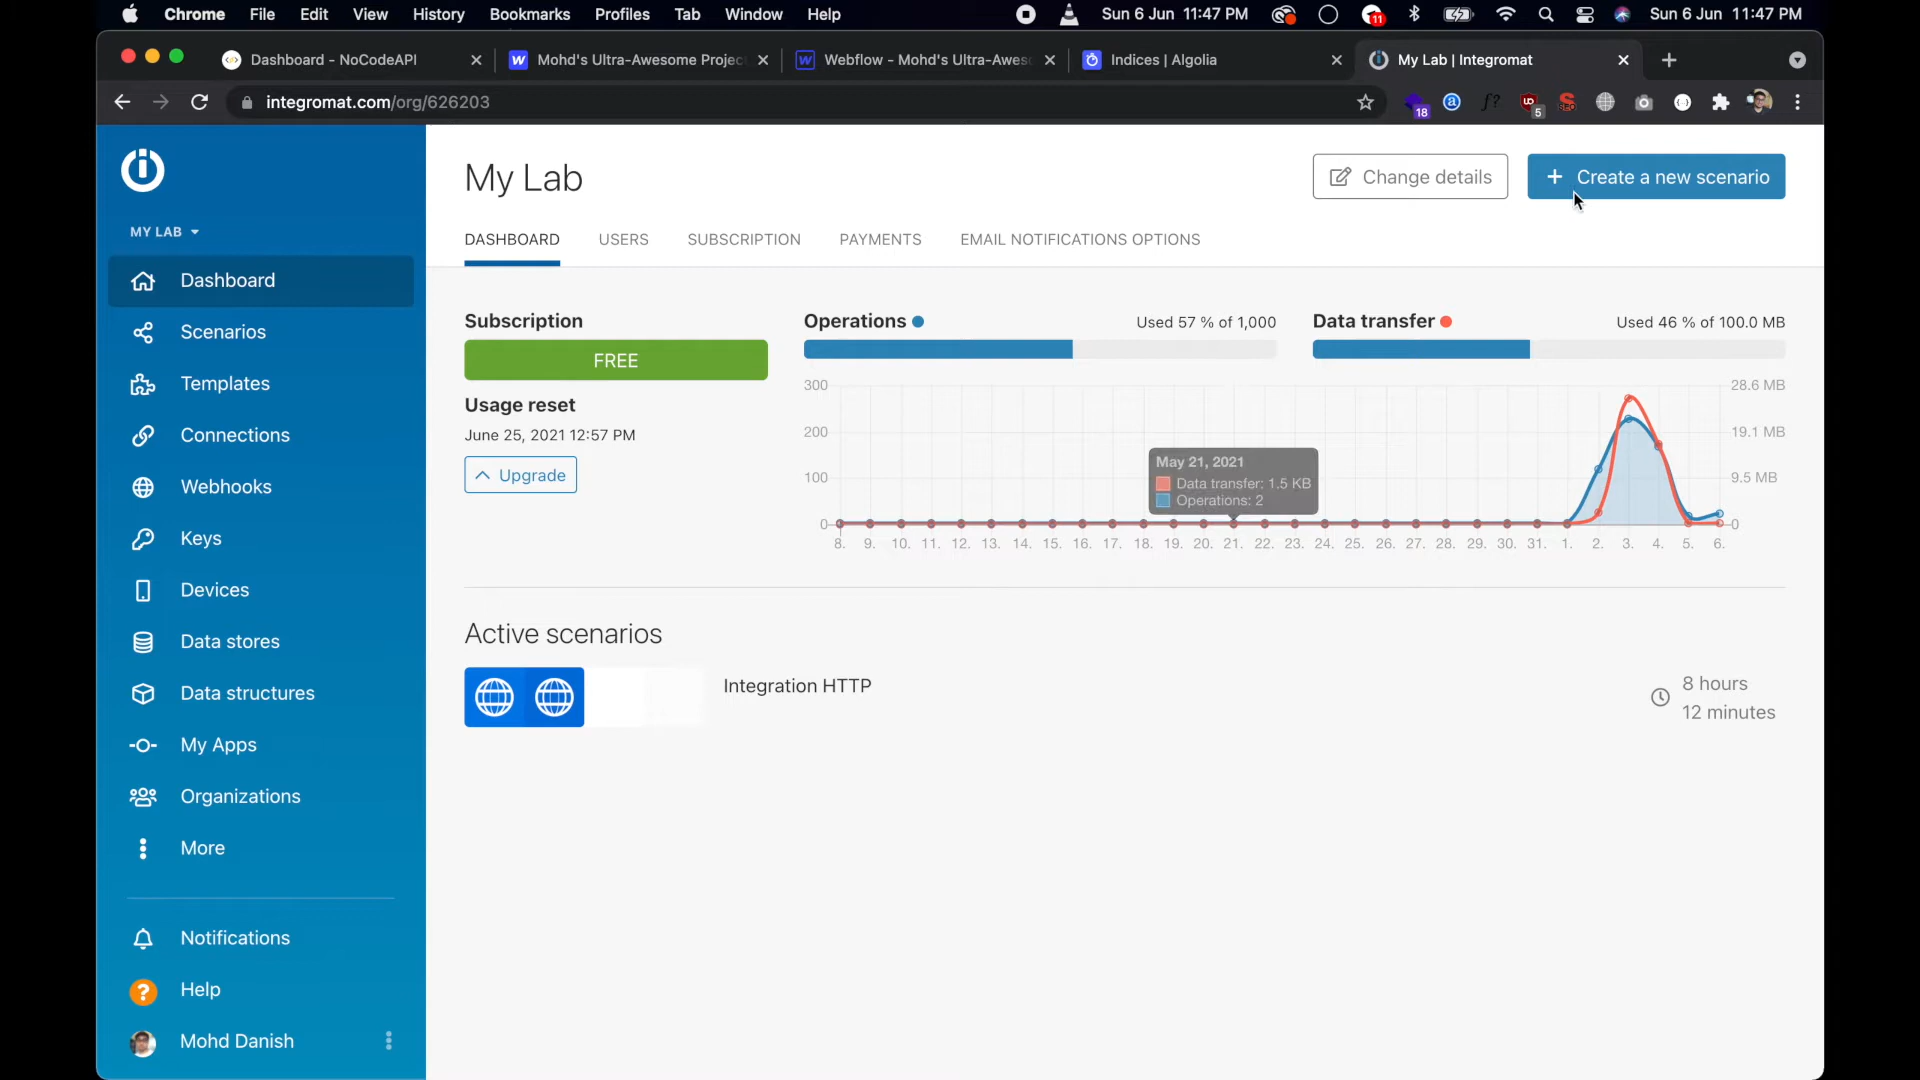 Chrome File Edit View History Bookmarks Profiles Tab Window Help 11 Sun 6 Jun 11:47 PM Sun 6 Jun 11:47 PM
Dashboard - NoCodeAPI Mohd's Ultra-Awesome Projec Webflow - Mohd's Ultra-Awes Indices | Algolia My Lab | Integromat
integromat.com/org/626203 18 a f? 5 SEO
My Lab
Change details
+ Create a new scenario
MY LAB
DASHBOARD USERS SUBSCRIPTION PAYMENTS EMAIL NOTIFICATIONS OPTIONS
Dashboard
Scenarios
Templates
Connections
Webhooks
Keys
Devices
Data stores
Data structures
My Apps
Organizations
More
Notifications
? Help
Mohd Danish
Subscription
FREE
Usage reset
June 25, 2021 12:57 PM
Upgrade
Operations Used 57 % of 1,000
Data transfer Used 46 % of 100.0 MB
300 28.6 MB
200 19.1 MB
100 9.5 MB
0 0
May 21, 2021
Data transfer: 1.5 KB
Operations: 2
8. 9. 10. 11. 12. 13. 14. 15. 16. 17. 18. 19. 20. 21. 22. 23. 24. 25. 26. 27. 28. 29. 30. 31. 1. 2. 3. 4. 5. 6.
Active scenarios
Integration HTTP
8 hours
12 minutes